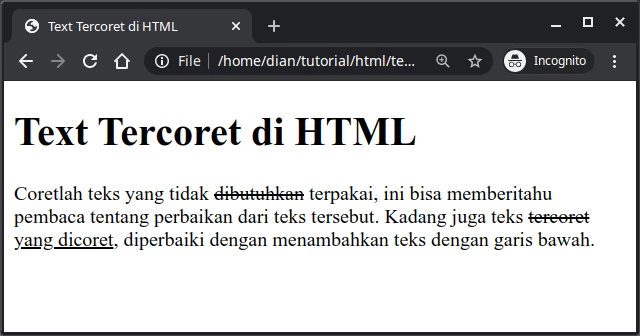 Text Tercoret di HTML
File /home/dian/tutorial/html/te... Incognito
Text Tercoret di HTML
Coretlah teks yang tidak dibutuhkan terpakai, ini bisa memberitahu
pembaca tentang perbaikan dari teks tersebut. Kadang juga teks tercoret
yang dicoret, diperbaiki dengan menambahkan teks dengan garis bawah.